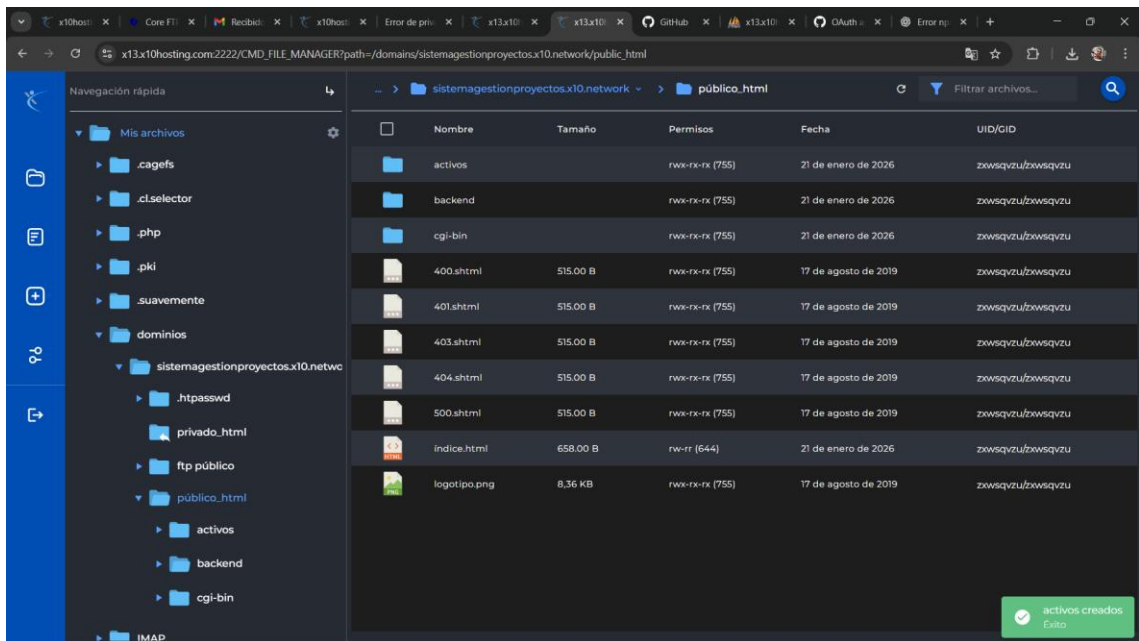 x10hosti
Core FTI
Recibido
x10hosti
Error de priv
x13.x10l
x13.x10l
GitHub
x13.x10l
OAuth a
Error np
x13.x10hosting.com:2222/CMD_FILE_MANAGER?path=/domains/sistemagestionproyectos.x10.network/public_html
Navegación rápida
... > sistemagestionproyectos.x10.network > público_html
Filtrar archivos...
Mis archivos
.cagefs
.cl.selector
.php
.pki
.suavemente
dominios
sistemagestionproyectos.x10.netwo
.htpasswd
privado_html
ftp público
público_html
activos
backend
cgi-bin
IMAP
Nombre Tamaño Permisos Fecha UID/GID
activos rwx-rx-rx (755) 21 de enero de 2026 zxwsqvzu/zxwsqvzu
backend rwx-rx-rx (755) 21 de enero de 2026 zxwsqvzu/zxwsqvzu
cgi-bin rwx-rx-rx (755) 21 de enero de 2026 zxwsqvzu/zxwsqvzu
400.shtml 515.00 B rwx-rx-rx (755) 17 de agosto de 2019 zxwsqvzu/zxwsqvzu
401.shtml 515.00 B rwx-rx-rx (755) 17 de agosto de 2019 zxwsqvzu/zxwsqvzu
403.shtml 515.00 B rwx-rx-rx (755) 17 de agosto de 2019 zxwsqvzu/zxwsqvzu
404.shtml 515.00 B rwx-rx-rx (755) 17 de agosto de 2019 zxwsqvzu/zxwsqvzu
500.shtml 515.00 B rwx-rx-rx (755) 17 de agosto de 2019 zxwsqvzu/zxwsqvzu
HTML índice.html 658.00 B rw-rr (644) 21 de enero de 2026 zxwsqvzu/zxwsqvzu
PNG logotipo.png 8,36 KB rwx-rx-rx (755) 17 de agosto de 2019 zxwsqvzu/zxwsqvzu
activos creados
Éxito